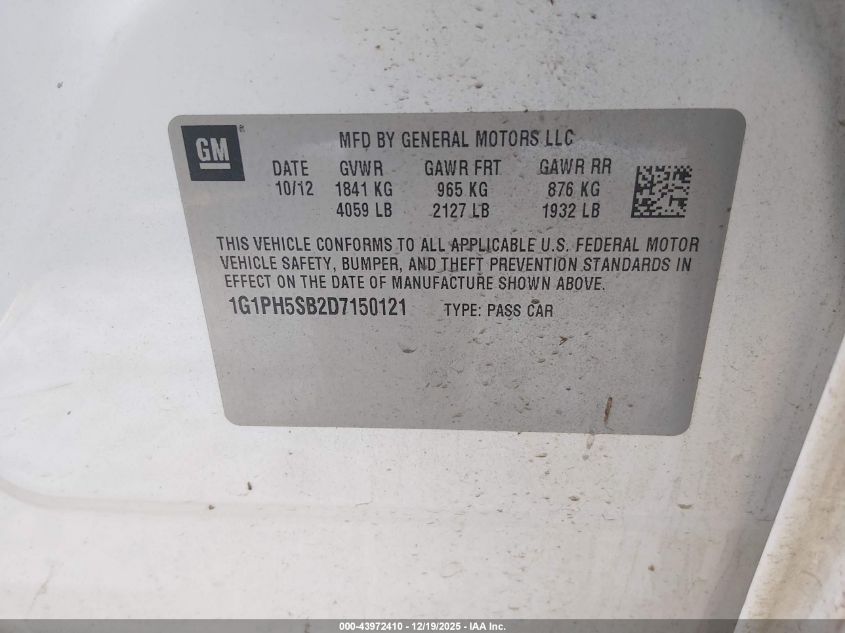 GM®
MFD BY GENERAL MOTORS LLC
DATE GVWR GAWR FRT GAWR RR
10/12 1841 KG 965 KG 876 KG
4059 LB 2127 LB 1932 LB
THIS VEHICLE CONFORMS TO ALL APPLICABLE U.S. FEDERAL MOTOR
VEHICLE SAFETY, BUMPER, AND THEFT PREVENTION STANDARDS IN
EFFECT ON THE DATE OF MANUFACTURE SHOWN ABOVE.
1G1PH5SB2D7150121 TYPE: PASS CAR
000-43972410 - 12/19/2025 - IAA Inc.